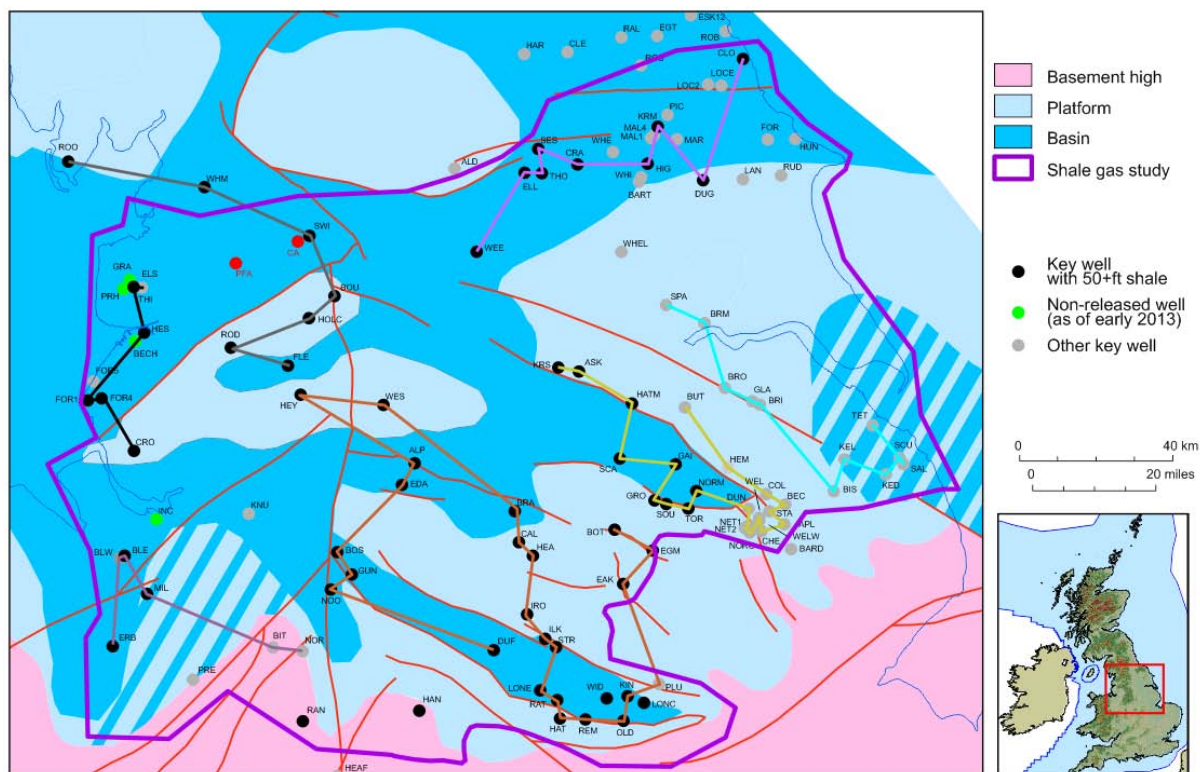 ESK12
RAL
EGT
ROB
HAR
CLE
ROS
CLO
LOC2
LOCE
PIC
KRM
MAL4
MAL1
MAR
FOR
HUN
SES
CRA
WHE
ALD
ROO
WHM
ELL
THO
WHI
HIG
BART
DUG
LAN
RUD
SWI
CA
PFA
WEE
WHEL
GRA
ELS
PRH
THI
BOU
SPA
HOLC
BRM
HES
BECH
ROD
FLE
KRS
ASK
BRO
GLA
BRI
FOR1
FOR4
HEY
WES
HATM
BUT
TET
CRO
ALP
SCA
GAI
HEM
KEL
SCU
SAL
EDA
NORM
WEL
COL
BIS
KED
GRO
SOU
TOR
DUN
BEC
INC
KNU
BRA
BOT
NET1
NET2
STA
APL
CHE
WELW
BARD
CAL
HEA
EGM
BLW
BLE
BOS
GUN
NOO
EAK
MIL
IRO
ILK
STR
ERB
BIT
NOR
DUF
PRE
LONE
RAT
WID
KIN
PLU
LONC
RAN
HAN
HAT
REM
OLD
HEAF
Basement high
Platform
Basin
Shale gas study
Key well
with 50+ft shale
Non-released well
(as of early 2013)
Other key well
0 40 km
0 20 miles